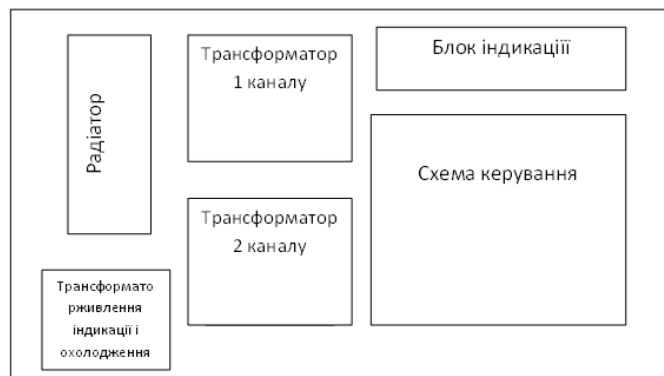 Радіатор
Трансформатор
1 каналу
Блок індикаціїї
Схема керування
Трансформатор
2 каналу
Трансформато
рживлення
індикації і
охолодження